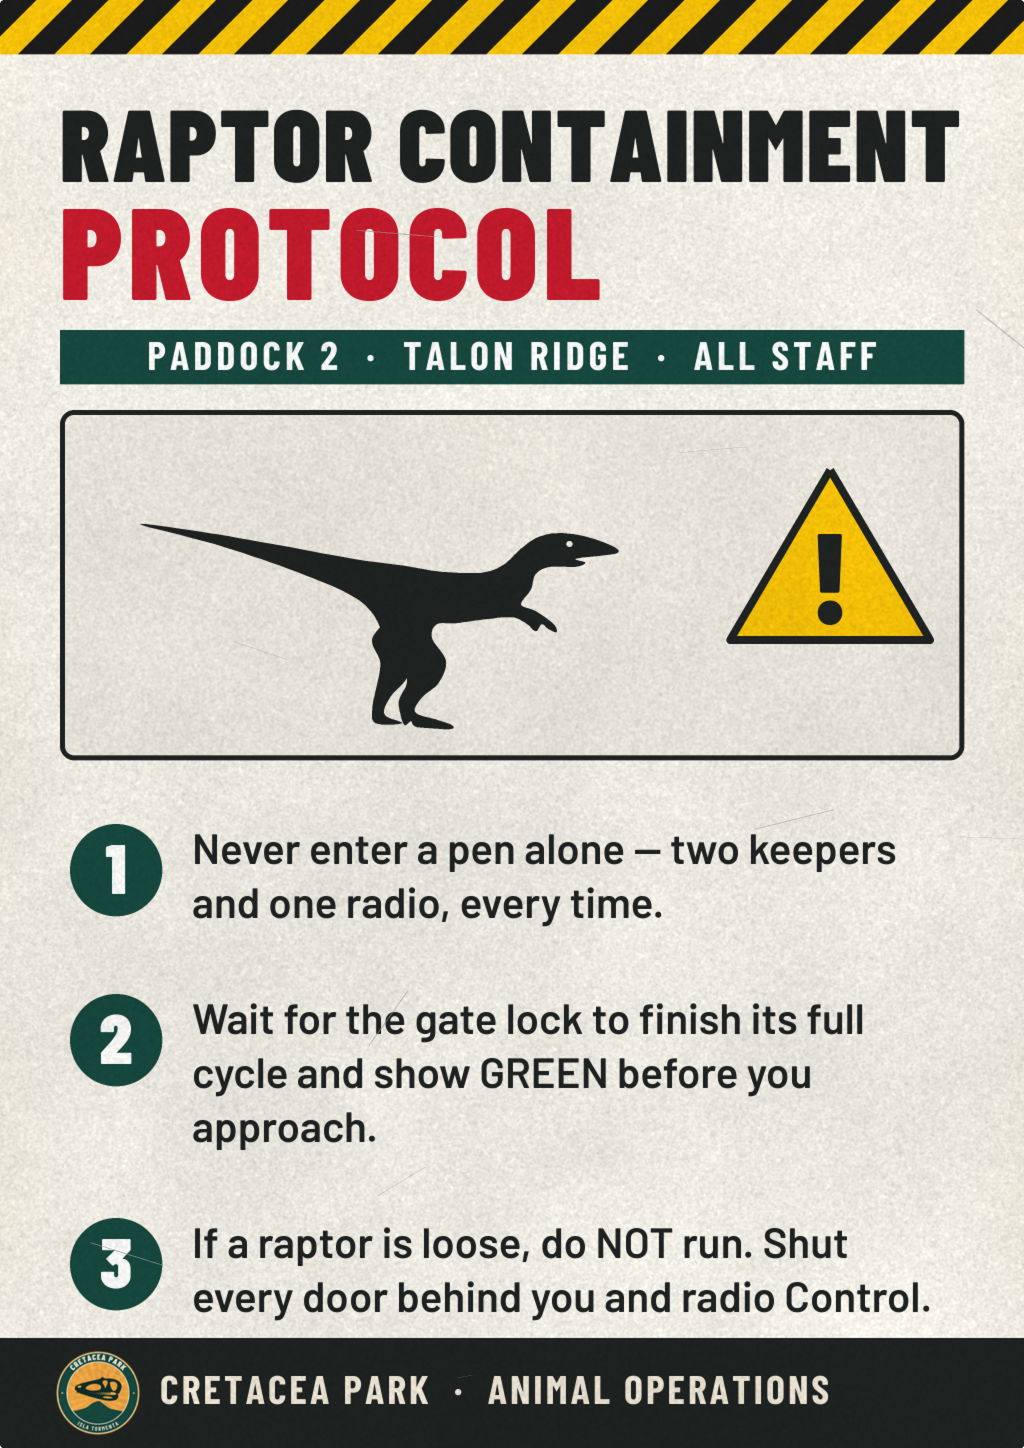 RAPTOR CONTAINMENT
PROTOCOL
PADDOCK 2 · TALON RIDGE · ALL STAFF
!
1
Never enter a pen alone — two keepers
and one radio, every time.
2
Wait for the gate lock to finish its full
cycle and show GREEN before you
approach.
3
If a raptor is loose, do NOT run. Shut
every door behind you and radio Control.
CRETACEA PARK
ISLA TORMENTA
CRETACEA PARK · ANIMAL OPERATIONS